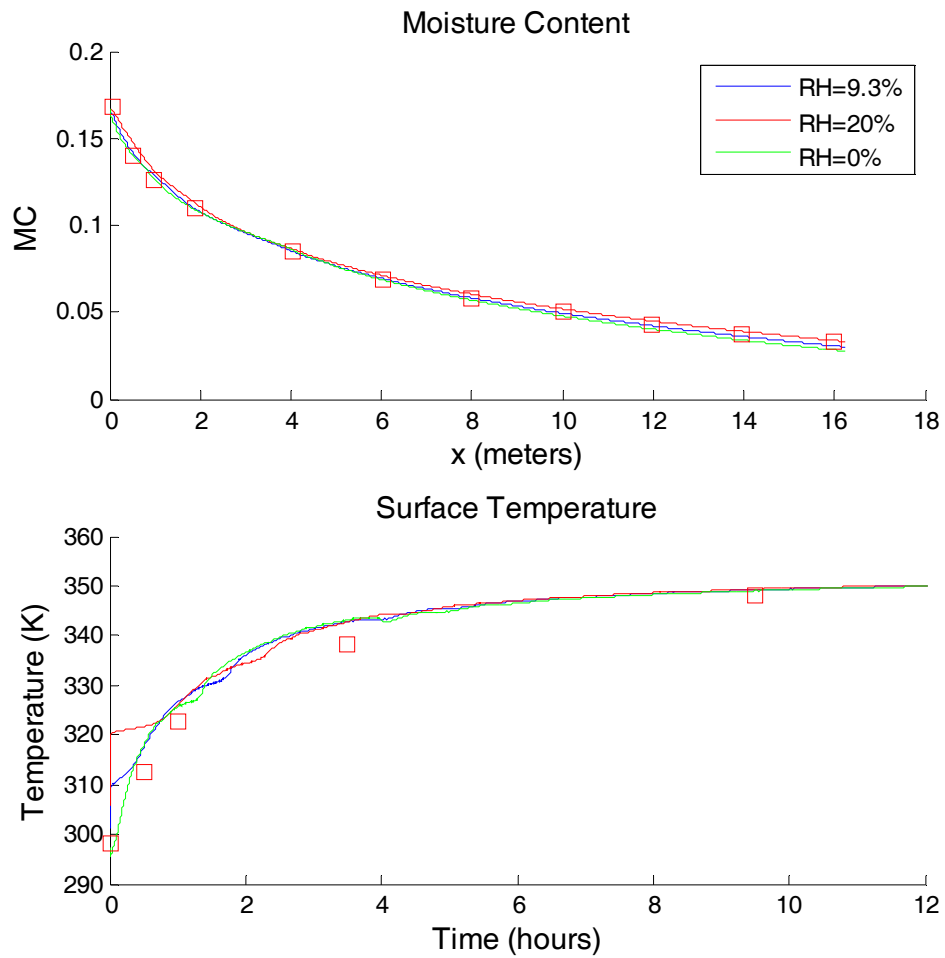 Moisture Content
0.2
0.15
0.1
0.05
0
MC
RH=9.3%
RH=20%
RH=0%
0 2 4 6 8 10 12 14 16 18
x (meters)
Surface Temperature
360
350
340
330
320
310
300
290
Temperature (K)
0 2 4 6 8 10 12
Time (hours)